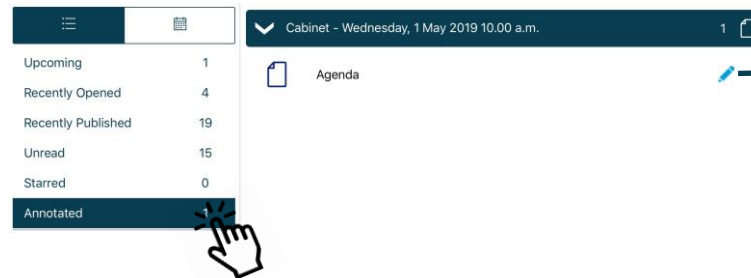 Upcoming 1
Recently Opened 4
Recently Published 19
Unread 15
Starred 0
Annotated 1
Cabinet - Wednesday, 1 May 2019 10.00 a.m. 1
Agenda